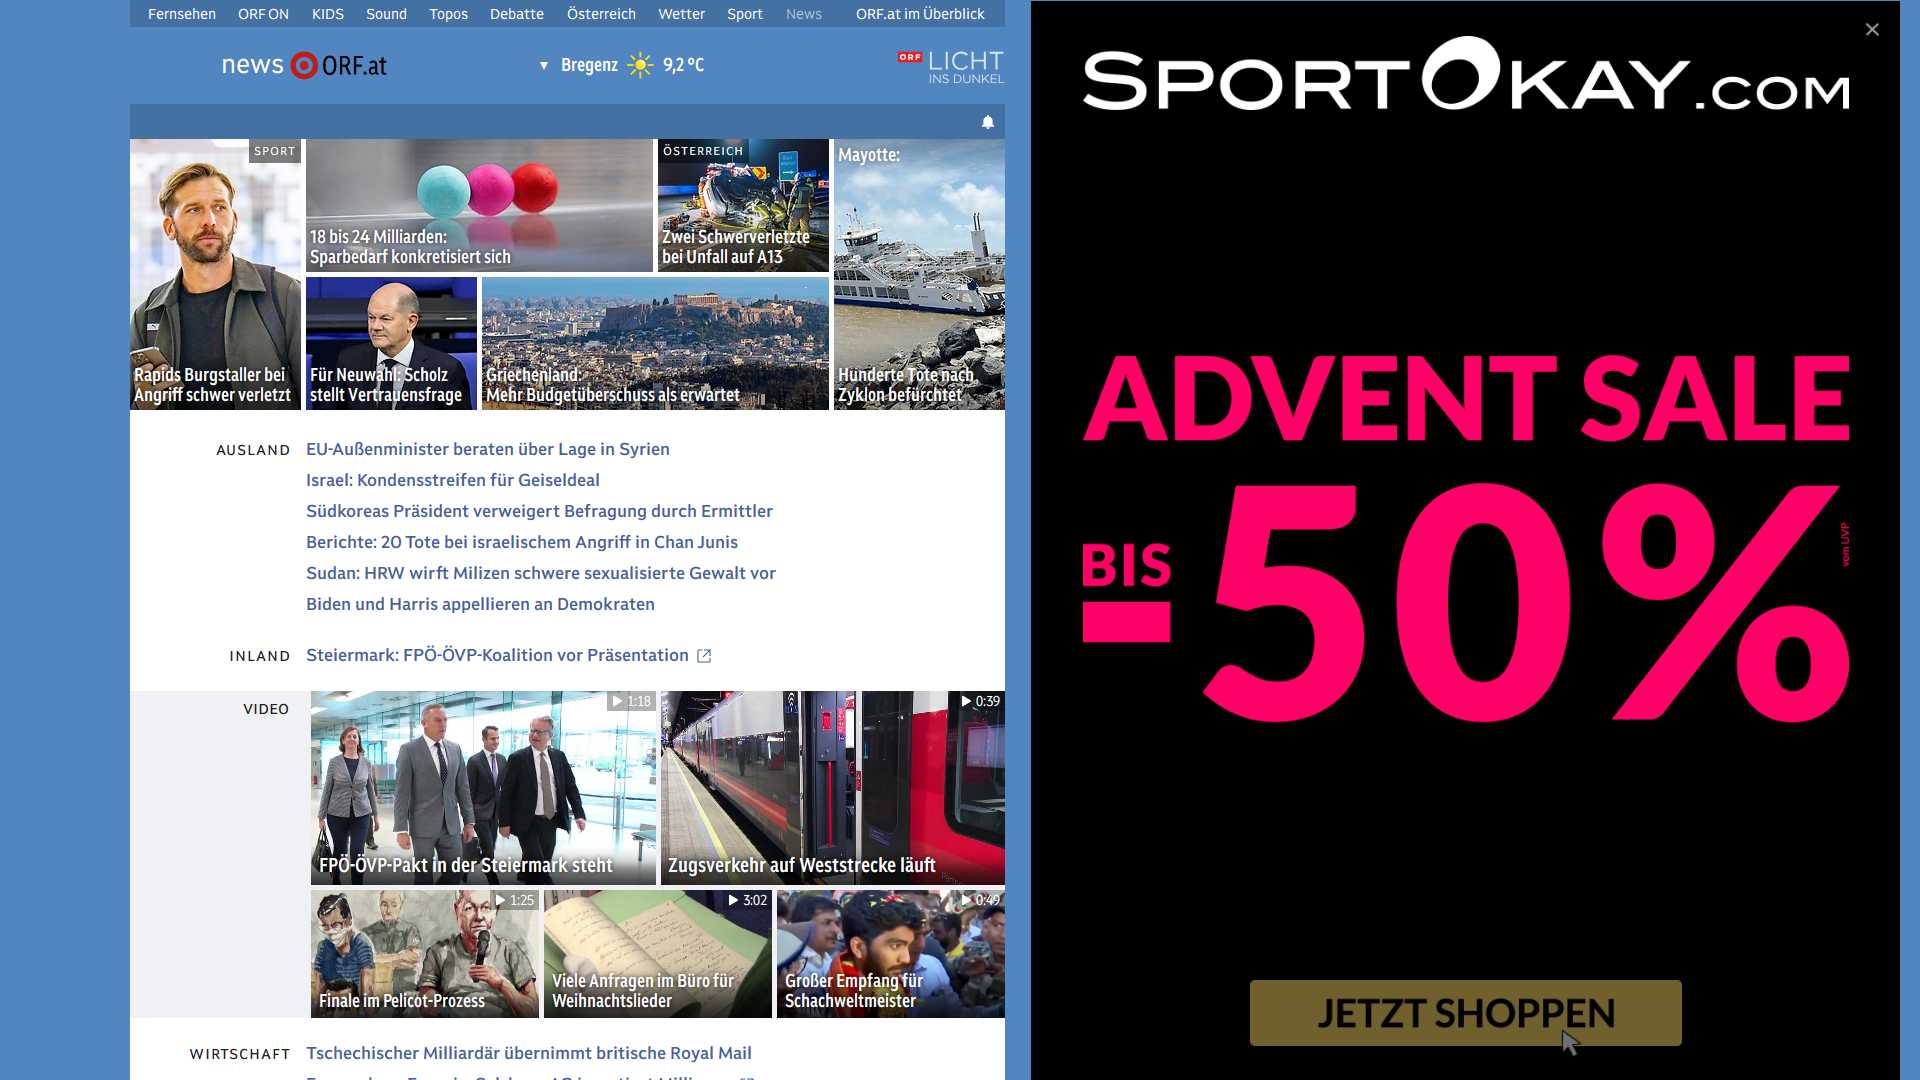 Fernsehen ORF ON KIDS Sound Topos Debatte Österreich Wetter Sport News ORF.at im Überblick
news ORF.at
Bregenz 9,2 °C
ORF LICHT
INS DUNKEL
SPORT
Rapids Burgstaller bei
Angriff schwer verletzt
18 bis 24 Milliarden:
Sparbedarf konkretisiert sich
ÖSTERREICH
Zwei Schwerverletzte
bei Unfall auf A13
Mayotte:
Hunderte Tote nach
Zyklon befürchtet
Für Neuwahl: Scholz
stellt Vertrauensfrage
Griechenland:
Mehr Budgetüberschuss als erwartet
AUSLAND
EU-Außenminister beraten über Lage in Syrien
Israel: Kondensstreifen für Geiseldeal
Südkoreas Präsident verweigert Befragung durch Ermittler
Berichte: 20 Tote bei israelischem Angriff in Chan Junis
Sudan: HRW wirft Milizen schwere sexualisierte Gewalt vor
Biden und Harris appellieren an Demokraten
INLAND
Steiermark: FPÖ-ÖVP-Koalition vor Präsentation
VIDEO
1:18
FPÖ-ÖVP-Pakt in der Steiermark steht
0:39
Zugsverkehr auf Weststrecke läuft
1:25
Finale im Pelicot-Prozess
3:02
Viele Anfragen im Büro für
Weihnachtslieder
0:49
Großer Empfang für
Schachweltmeister
WIRTSCHAFT
Tschechischer Milliardär übernimmt britische Royal Mail
SPORTOKAY.COM
ADVENT SALE
BIS
-50%
vom UVP
JETZT SHOPPEN